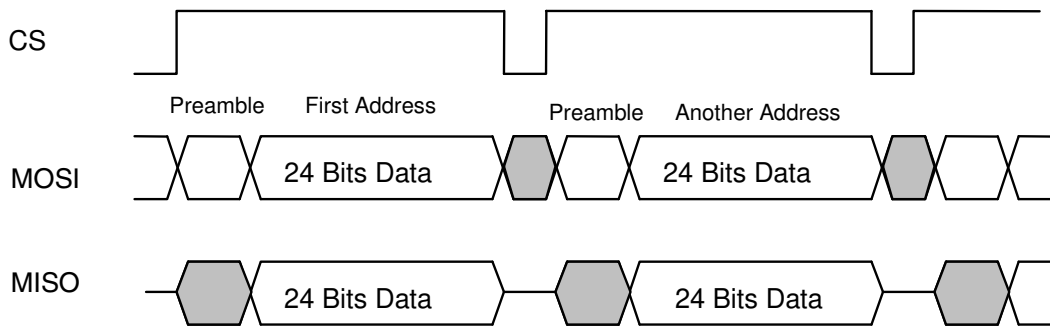 CS
Preamble First Address Preamble Another Address
MOSI 24 Bits Data 24 Bits Data
MISO 24 Bits Data 24 Bits Data